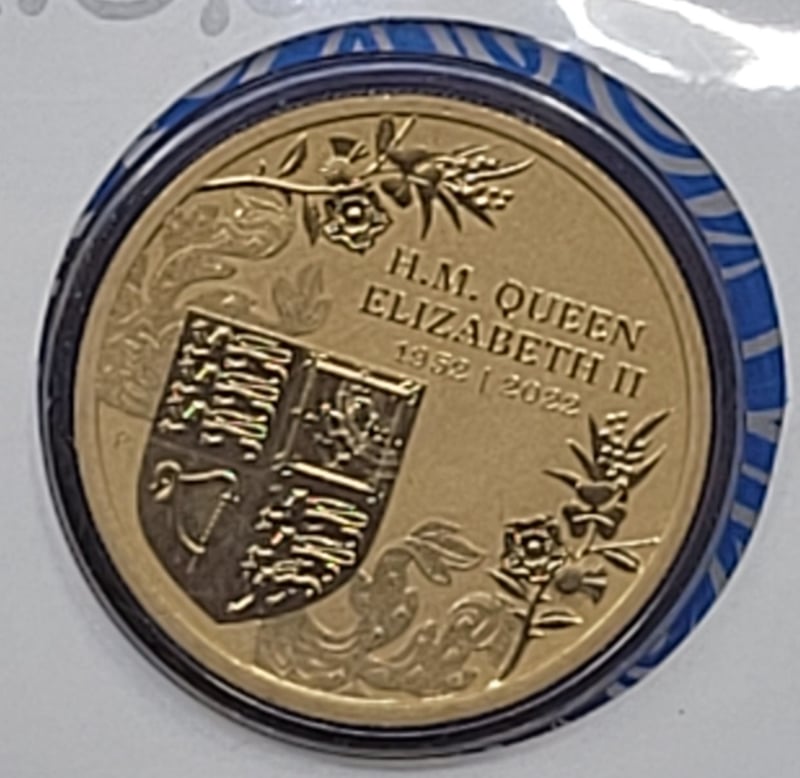 H.M. QUEEN
ELIZABETH II
1952 | 2022
P